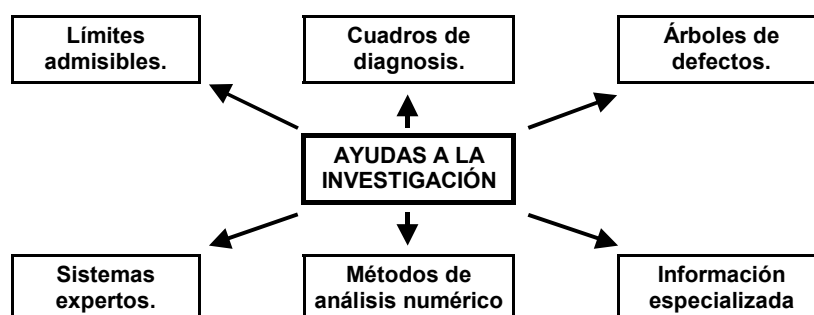 Límites
admisibles.
Cuadros de
diagnosis.
Árboles de
defectos.
AYUDAS A LA
INVESTIGACIÓN
Sistemas
expertos.
Métodos de
análisis numérico
Información
especializada